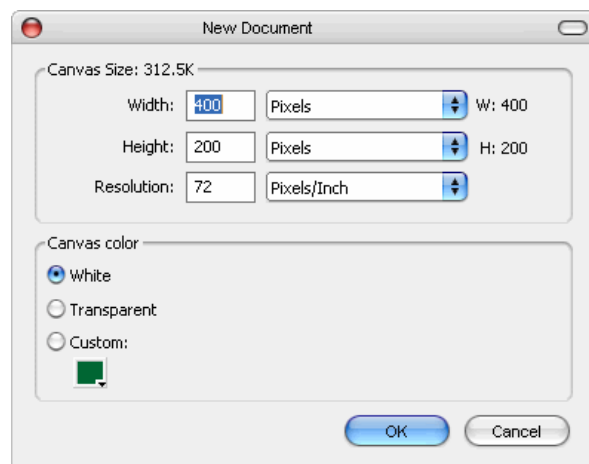 New Document
Canvas Size: 312.5K
Width: 400 Pixels W: 400
Height: 200 Pixels H: 200
Resolution: 72 Pixels/Inch
Canvas color
White
Transparent
Custom:
OK Cancel